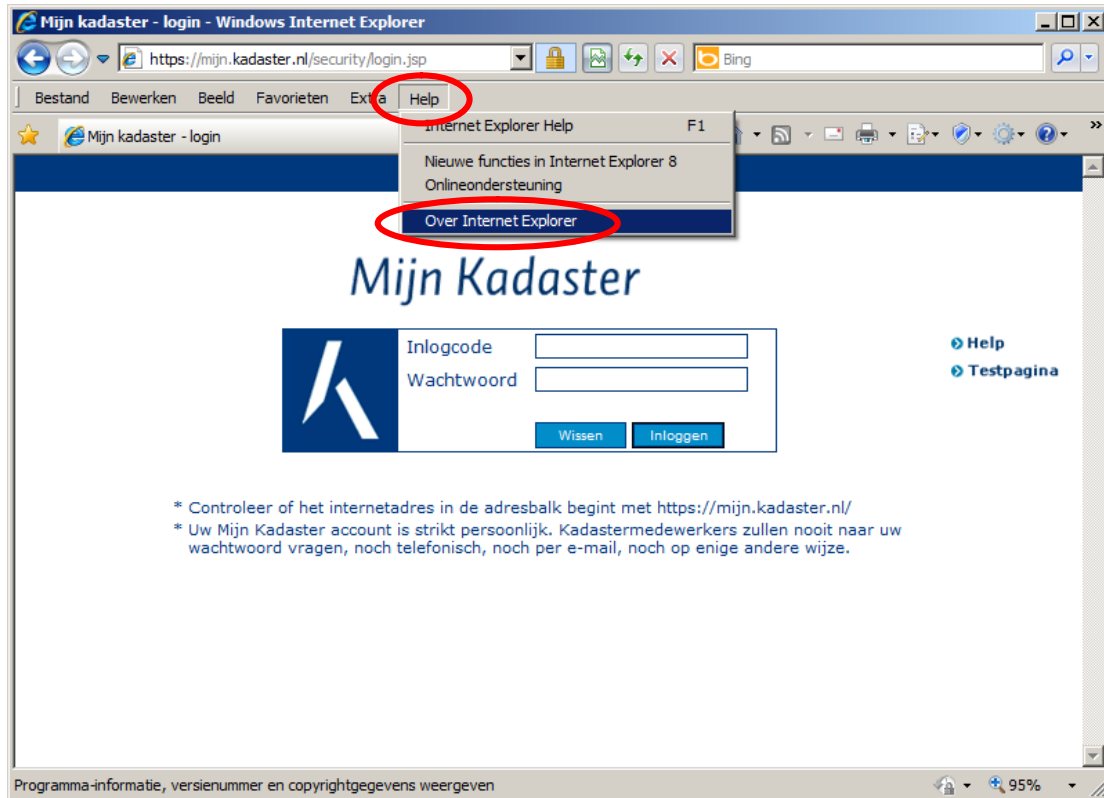 Mijn kadaster - login - Windows Internet Explorer
https://mijn.kadaster.nl/security/login.jsp
Bing
Bestand Bewerken Beeld Favorieten Extra Help
Mijn kadaster - login
»
Internet Explorer Help F1
Nieuwe functies in Internet Explorer 8
Onlineondersteuning
Over Internet Explorer
Mijn Kadaster
Inlogcode
Wachtwoord
Wissen Inloggen
Help
Testpagina
* Controleer of het internetadres in de adresbalk begint met https://mijn.kadaster.nl/
* Uw Mijn Kadaster account is strikt persoonlijk. Kadastermedewerkers zullen nooit naar uw
wachtwoord vragen, noch telefonisch, noch per e-mail, noch op enige andere wijze.
Programma-informatie, versienummer en copyrightgegevens weergeven
95%